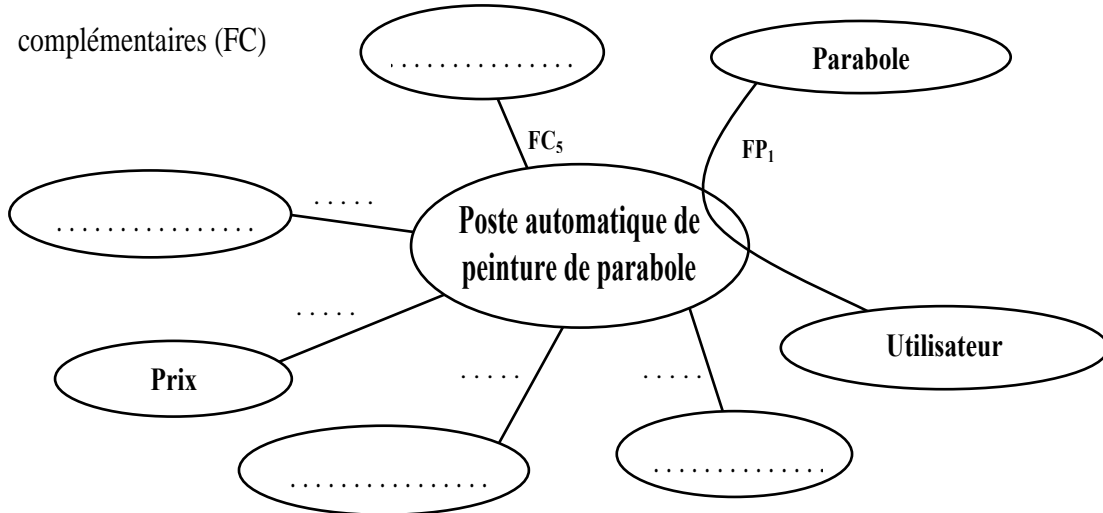 complémentaires (FC)
. . . . . . . . . . . . . . .
Parabole
FC₅
FP₁
. . . . .
. . . . . . . . . . . . . . . .
Poste automatique de
peinture de parabole
. . . . .
Prix
. . . . .
. . . . .
Utilisateur
. . . . . . . . . . . . . . . .
. . . . . . . . . . . . . .